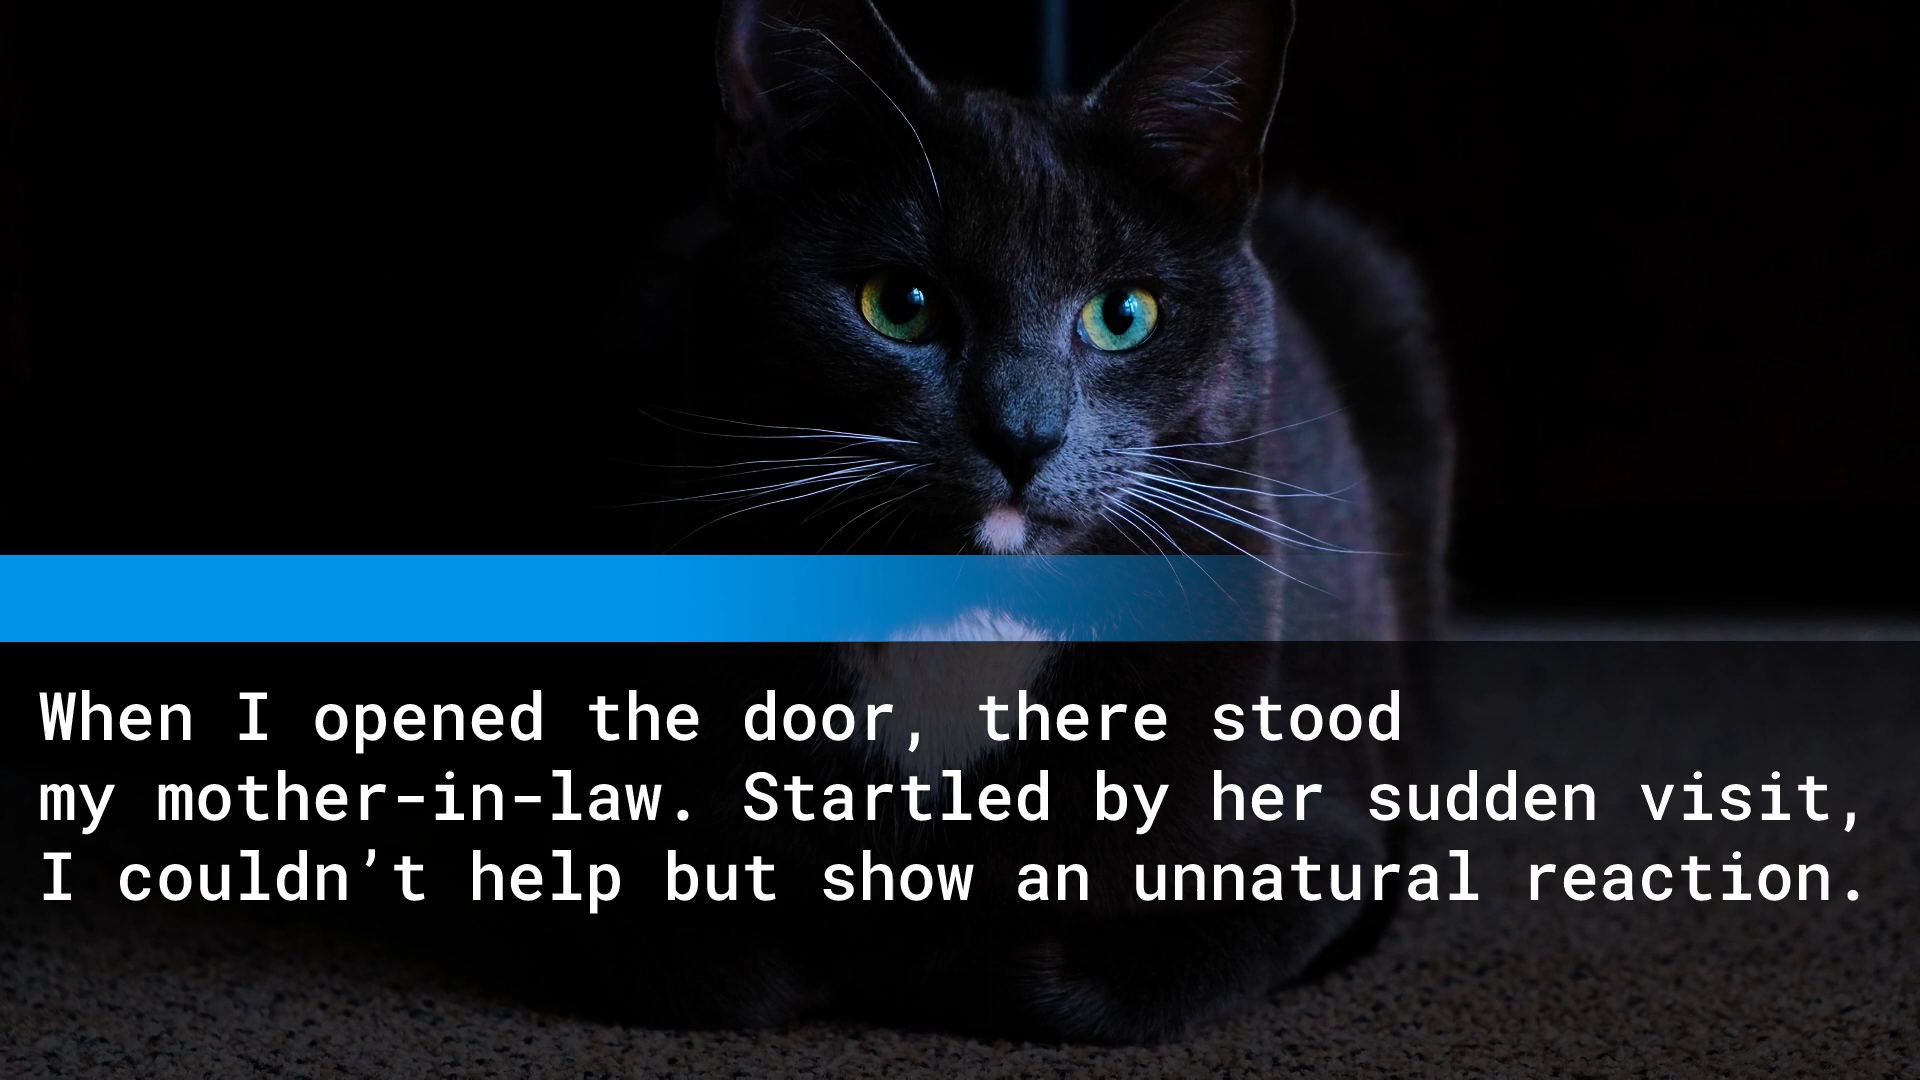 When I opened the door, there stood
my mother-in-law. Startled by her sudden visit,
I couldn’t help but show an unnatural reaction.